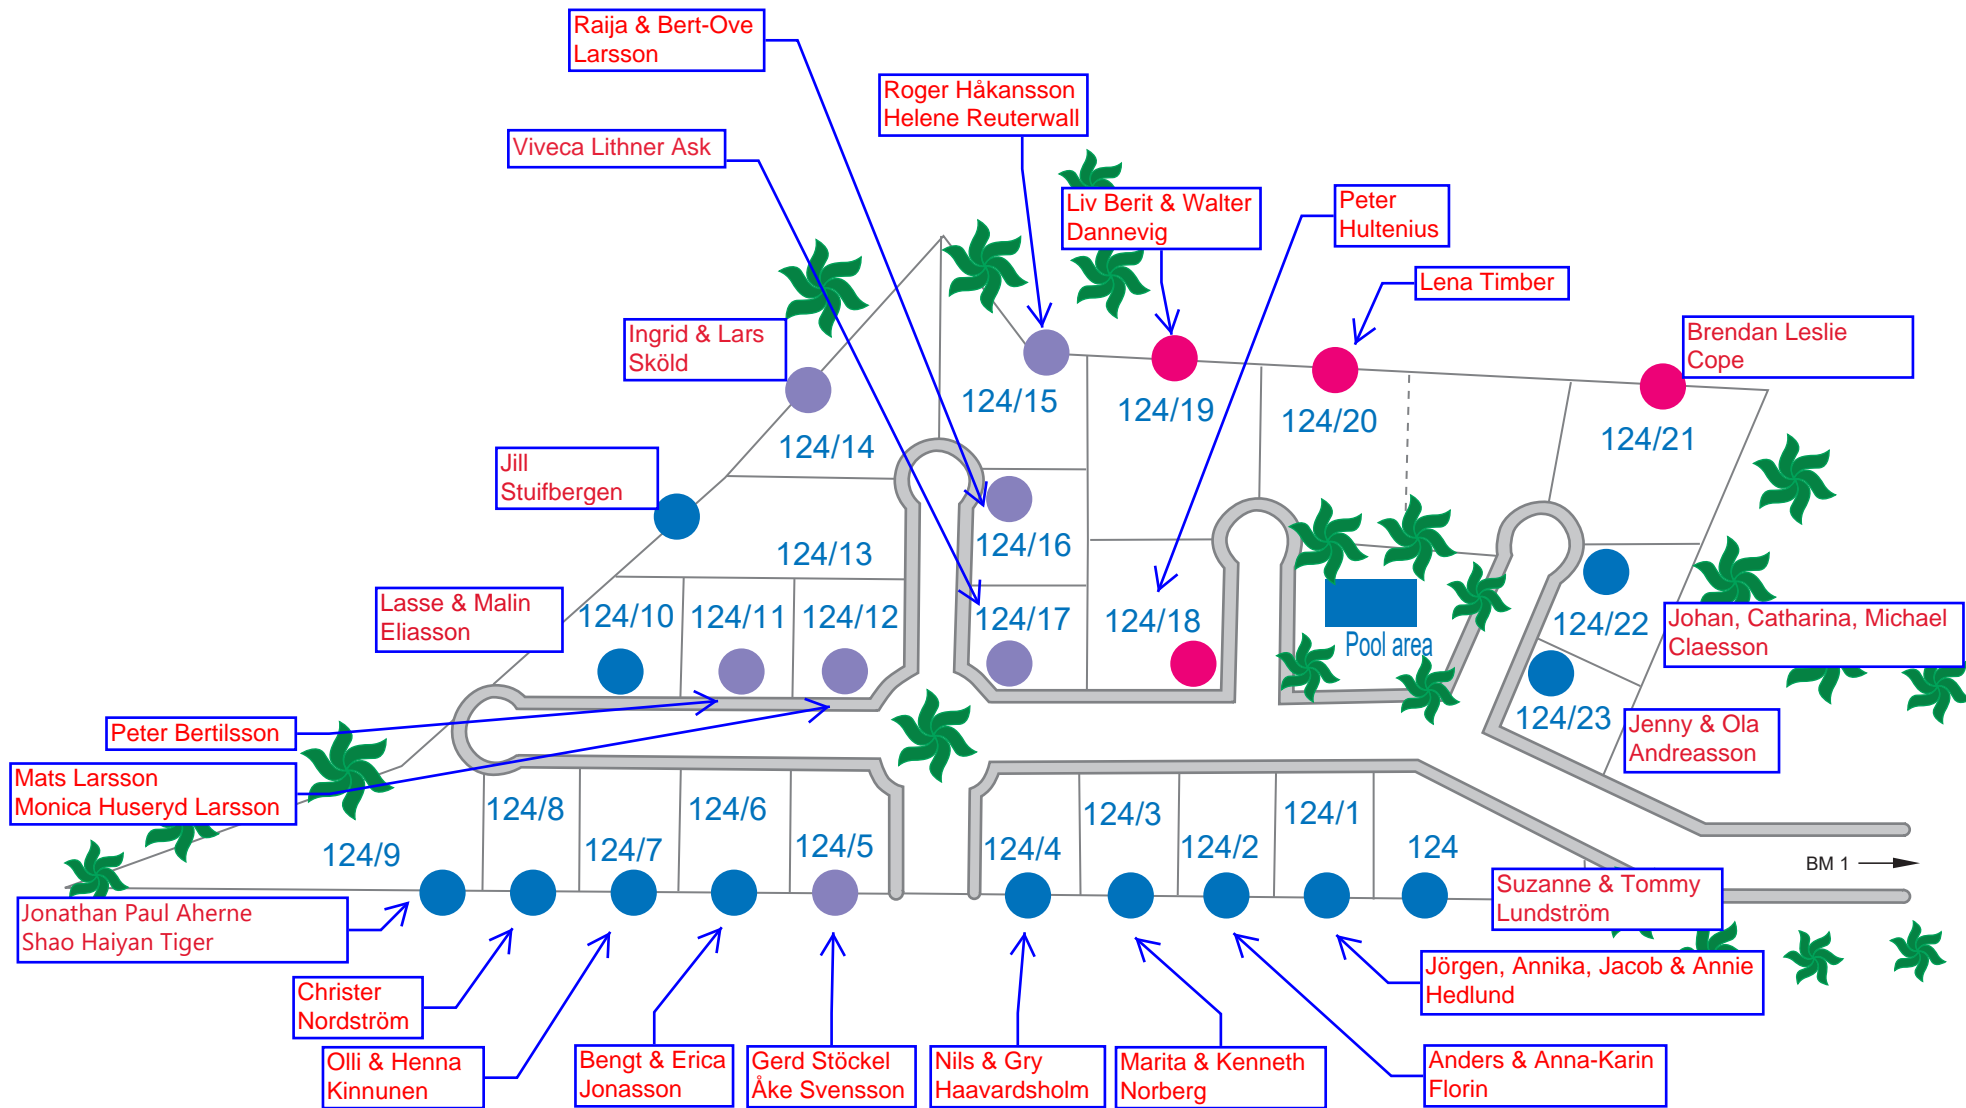 Raija & Bert-Ove
Larsson
Roger Håkansson
Helene Reuterwall
Viveca Lithner Ask
Liv Berit & Walter
Dannevig
Peter
Hultenius
Lena Timber
Ingrid & Lars
Sköld
Brendan Leslie
Cope
124/15
124/19
124/20
124/21
124/14
Jill
Stuifbergen
124/13
124/16
Lasse & Malin
Eliasson
124/10
124/11
124/12
124/17
124/18
Pool area
124/22
Johan, Catharina, Michael
Claesson
124/23
Jenny & Ola
Andreasson
Peter Bertilsson
Mats Larsson
Monica Huseryd Larsson
124/9
124/8
124/7
124/6
124/5
124/4
124/3
124/2
124/1
124
BM 1
Suzanne & Tommy
Lundström
Jonathan Paul Aherne
Shao Haiyan Tiger
Christer
Nordström
Jörgen, Annika, Jacob & Annie
Hedlund
Olli & Henna
Kinnunen
Bengt & Erica
Jonasson
Gerd Stöckel
Åke Svensson
Nils & Gry
Haavardsholm
Marita & Kenneth
Norberg
Anders & Anna-Karin
Florin